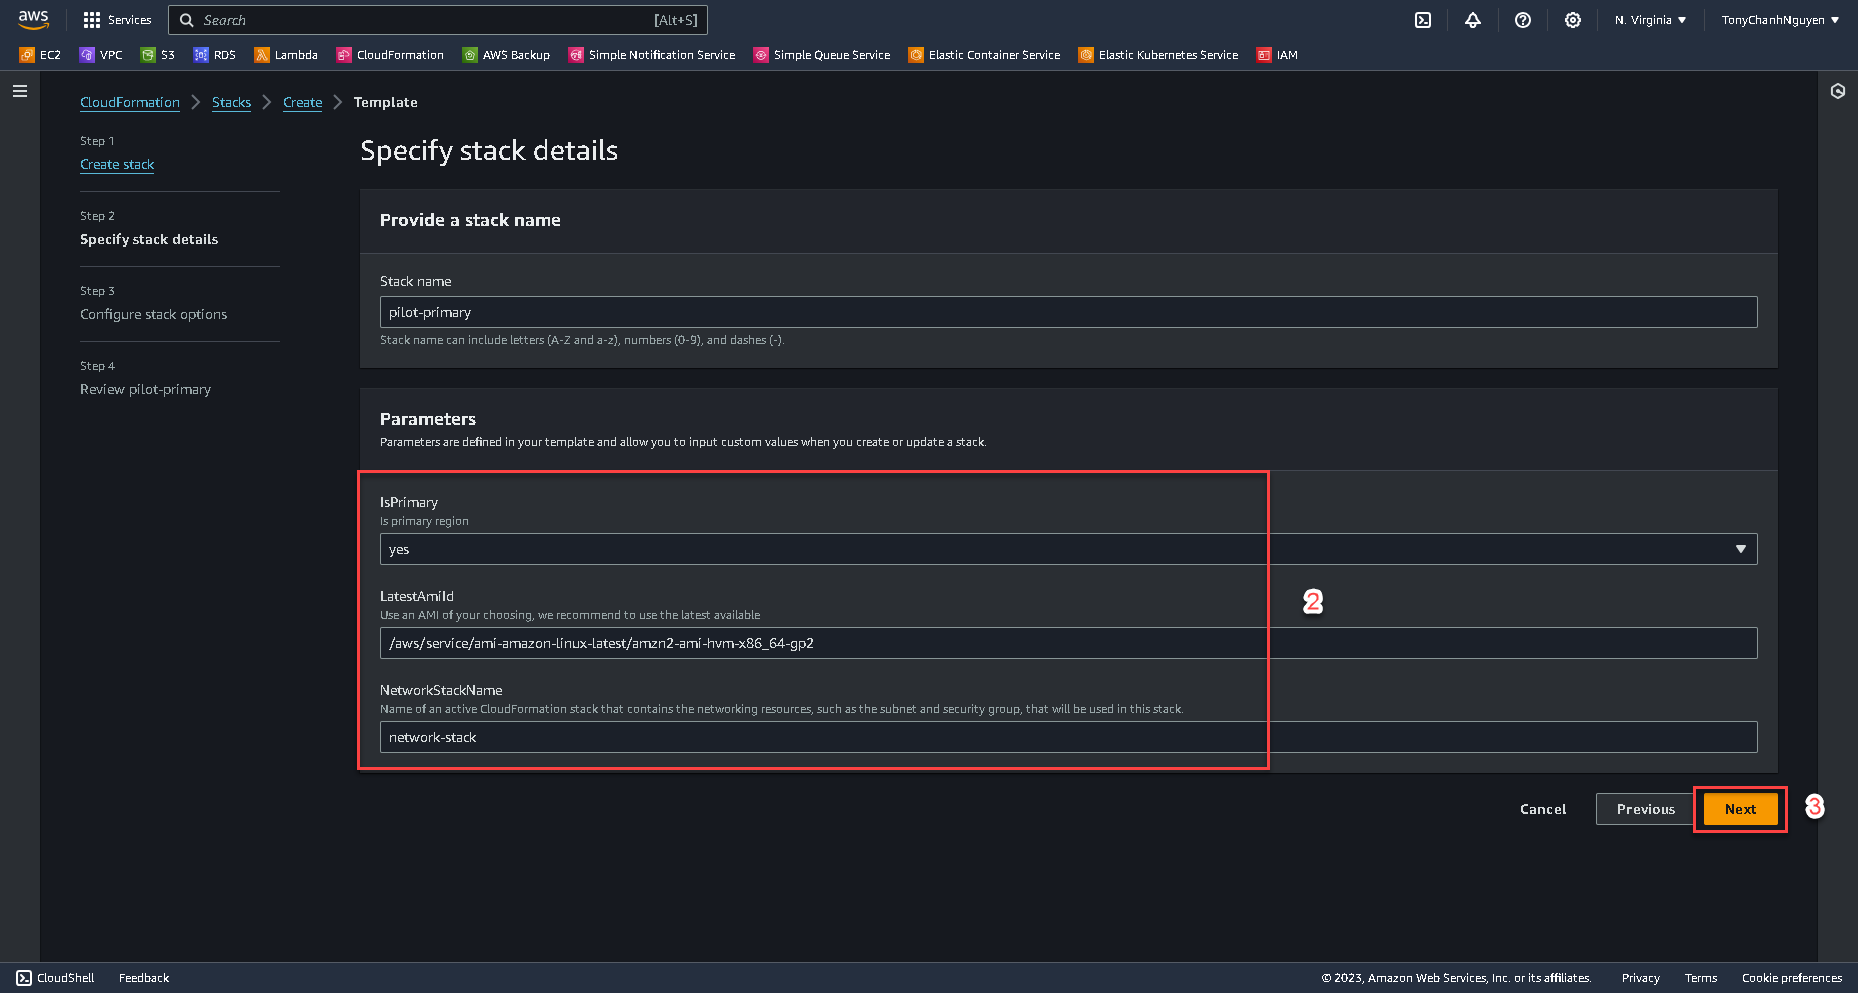 aws
Services
Search
[Alt+S]
N. Virginia
TonyChanhNguyen
EC2
VPC
S3
RDS
Lambda
CloudFormation
AWS Backup
Simple Notification Service
Simple Queue Service
Elastic Container Service
Elastic Kubernetes Service
IAM
CloudFormation
Stacks
Create
Template
Step 1
Create stack
Step 2
Specify stack details
Step 3
Configure stack options
Step 4
Review pilot-primary
Specify stack details
Provide a stack name
Stack name
pilot-primary
Stack name can include letters (A-Z and a-z), numbers (0-9), and dashes (-).
Parameters
Parameters are defined in your template and allow you to input custom values when you create or update a stack.
IsPrimary
Is primary region
yes
LatestAmiId
Use an AMI of your choosing, we recommend to use the latest available
/aws/service/ami-amazon-linux-latest/amzn2-ami-hvm-x86_64-gp2
2
NetworkStackName
Name of an active CloudFormation stack that contains the networking resources, such as the subnet and security group, that will be used in this stack.
network-stack
Cancel
Previous
Next
3
CloudShell
Feedback
© 2023, Amazon Web Services, Inc. or its affiliates.
Privacy
Terms
Cookie preferences